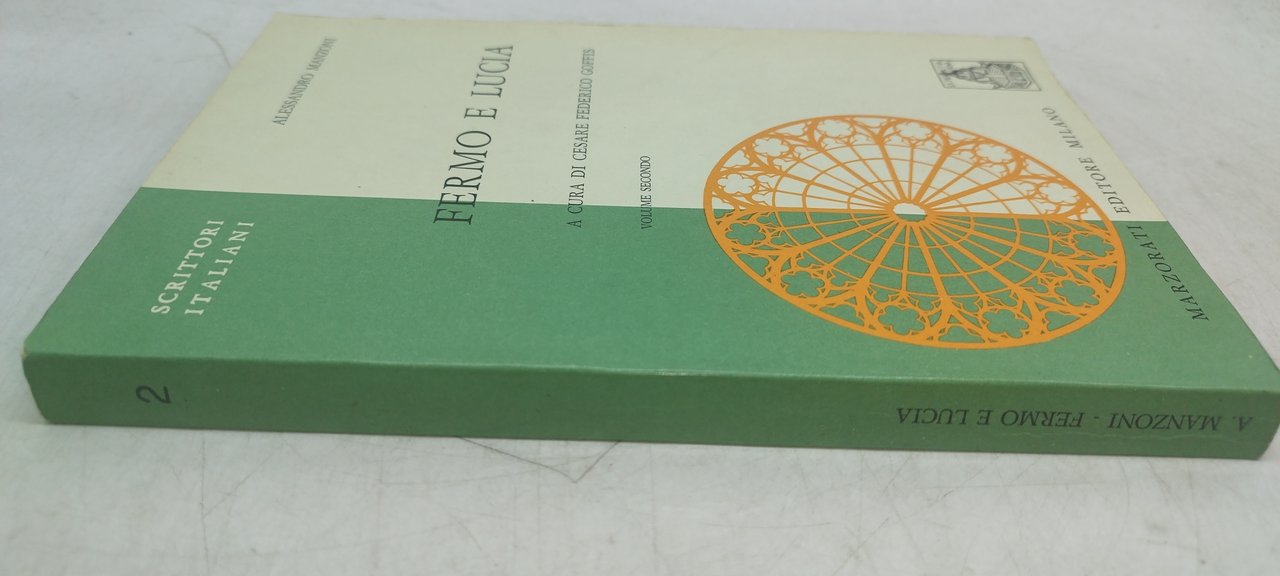 ALESSANDRO MANZONI
FERMO E LUCIA
A CURA DI CESARE FEDERICO GOFFIS
VOLUME SECONDO
SCRITTORI
ITALIANI
MARZORATI EDITORE MILANO
2
A. MANZONI - FERMO E LUCIA